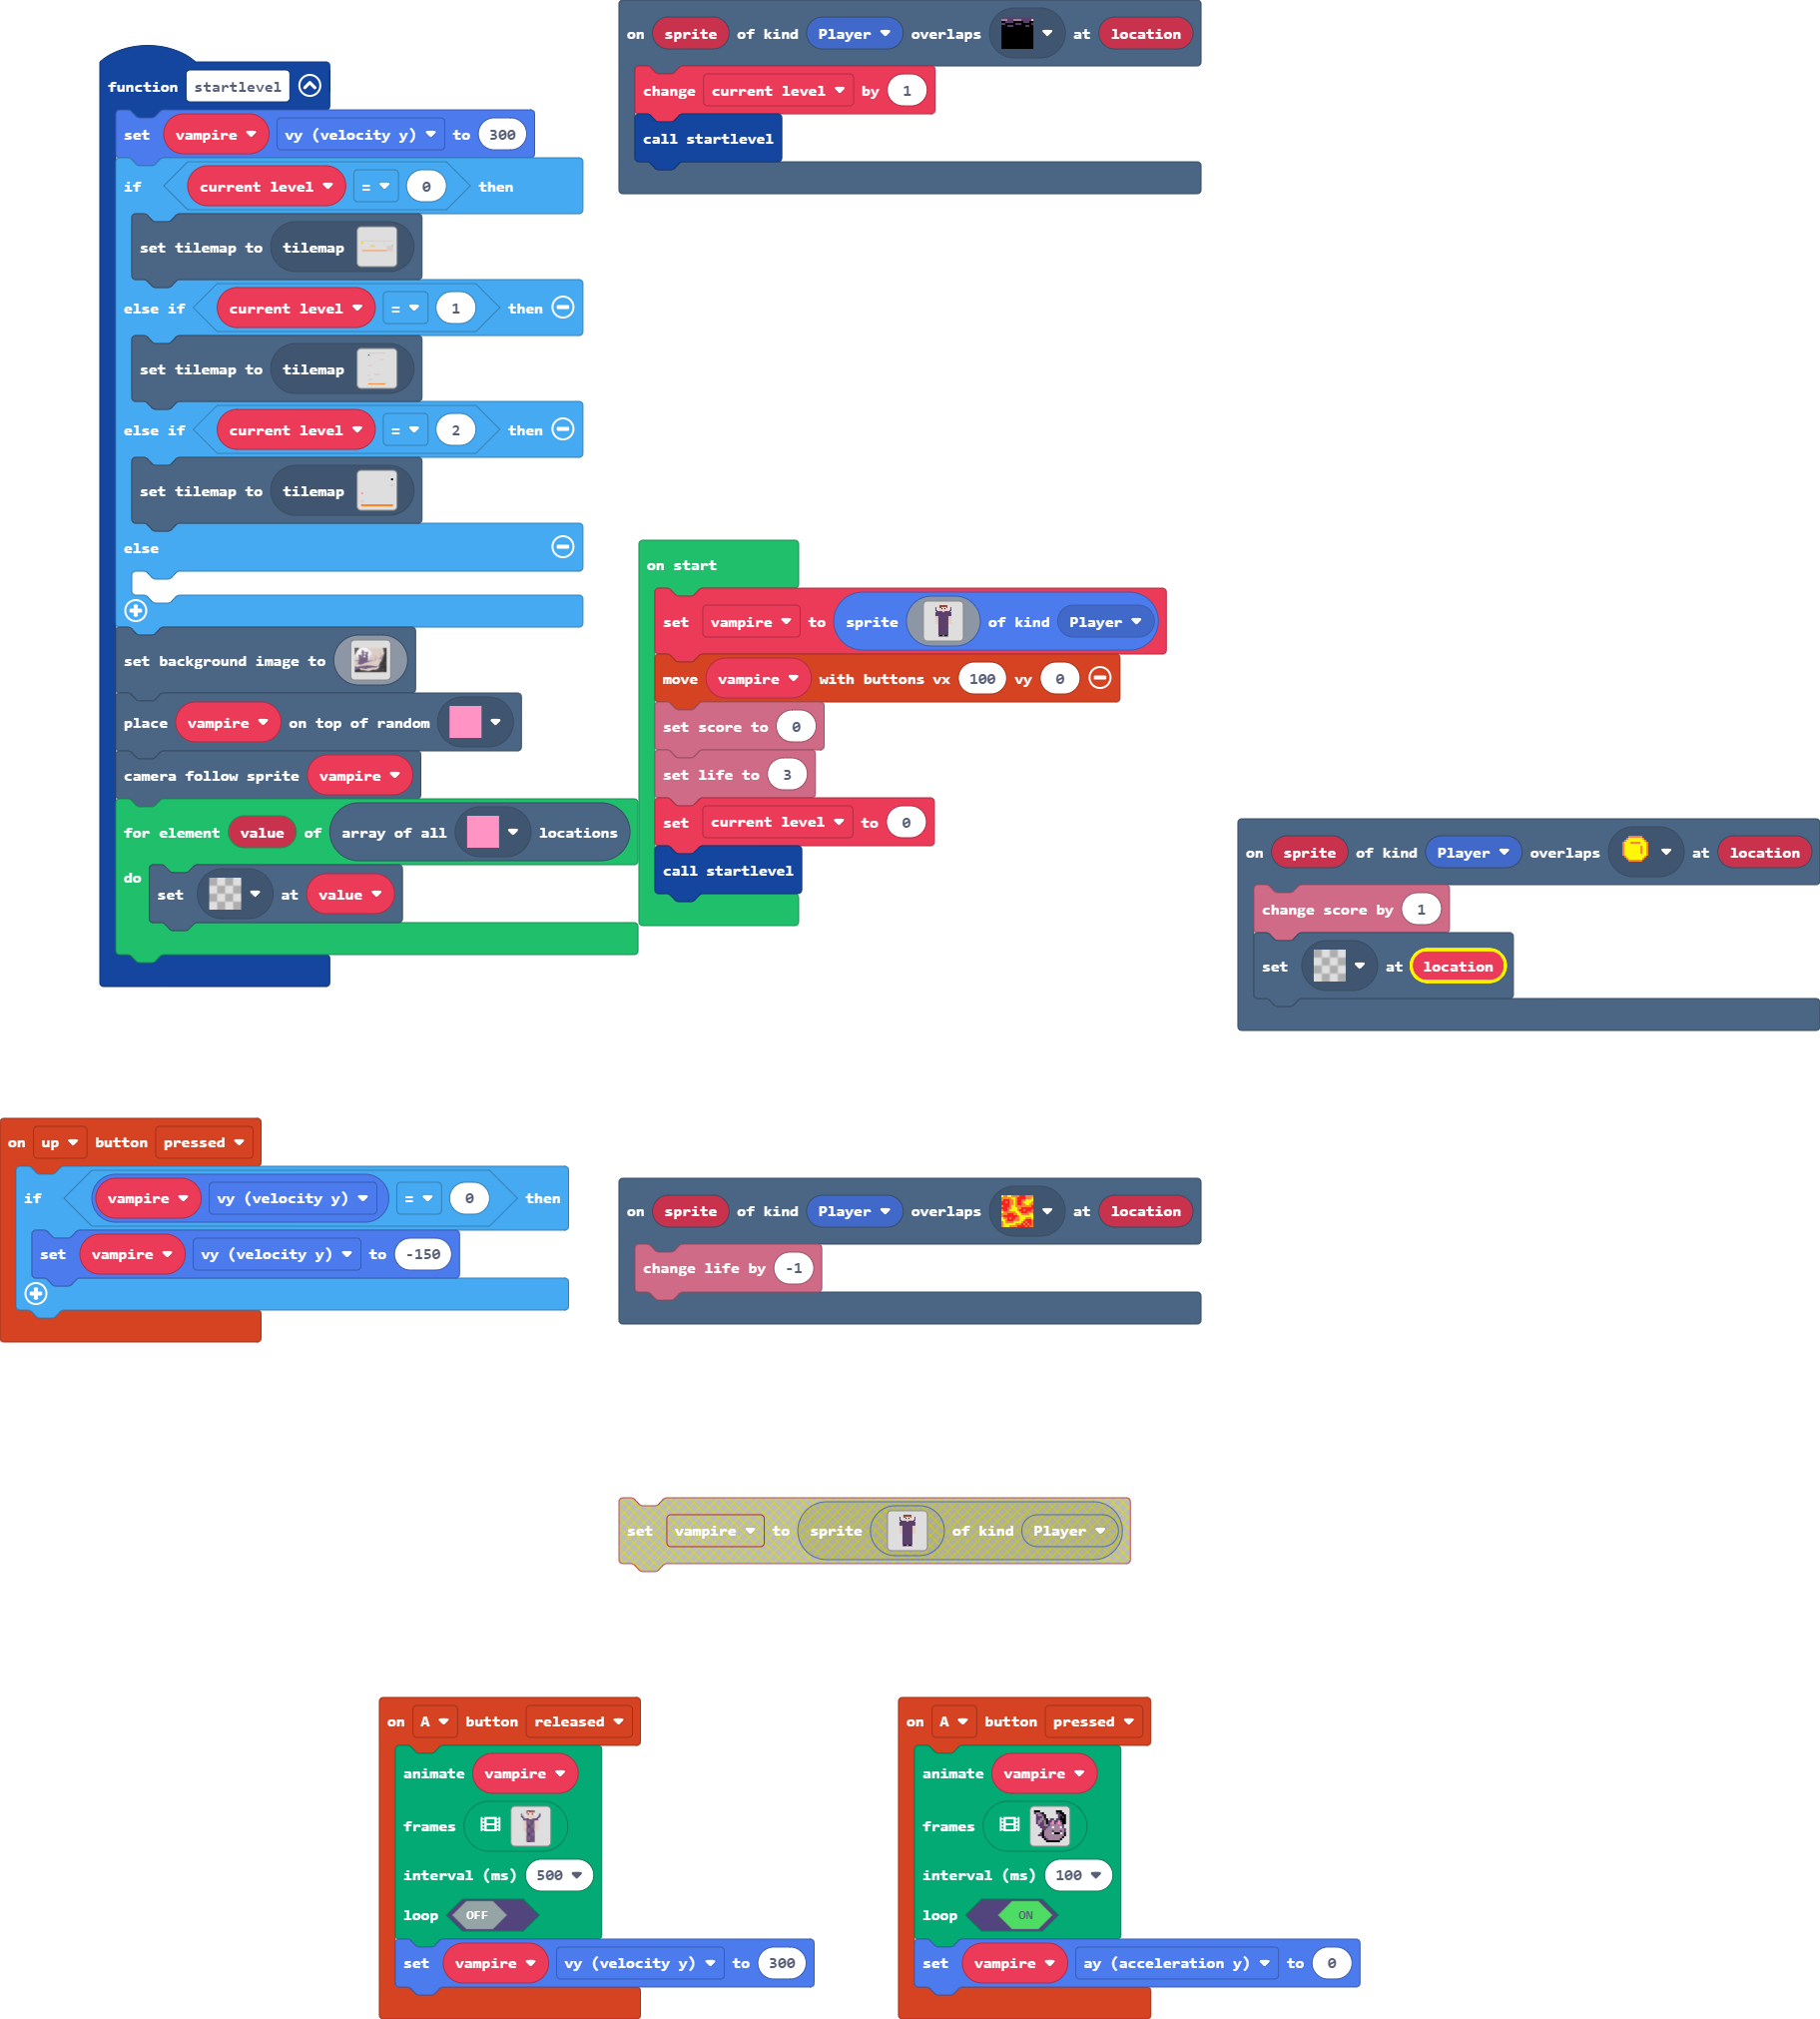 function startlevel
set vampire vy (velocity y) to 300
if current level = 0 then
set tilemap to tilemap
else if current level = 1 then
set tilemap to tilemap
else if current level = 2 then
set tilemap to tilemap
else
set background image to
place vampire on top of random
camera follow sprite vampire
for element value of array of all locations
do set at value
on sprite of kind Player overlaps at location
change current level by 1
call startlevel
on start
set vampire to sprite of kind Player
move vampire with buttons vx 100 vy 0
set score to 0
set life to 3
set current level to 0
call startlevel
on sprite of kind Player overlaps at location
change score by 1
set at location
on up button pressed
if vampire vy (velocity y) = 0 then
set vampire vy (velocity y) to -150
on sprite of kind Player overlaps at location
change life by -1
set vampire to sprite of kind Player
on A button released
animate vampire
frames
interval (ms) 500
loop OFF
set vampire vy (velocity y) to 300
on A button pressed
animate vampire
frames
interval (ms) 100
loop ON
set vampire ay (acceleration y) to 0